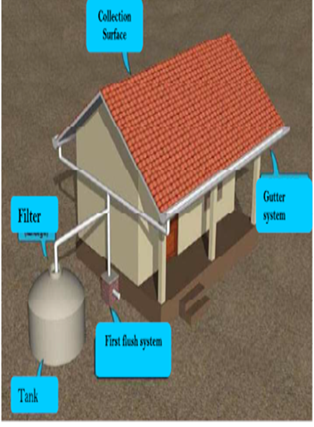 Collection
Surface
Gutter
system
Filter
First flush system
Tank